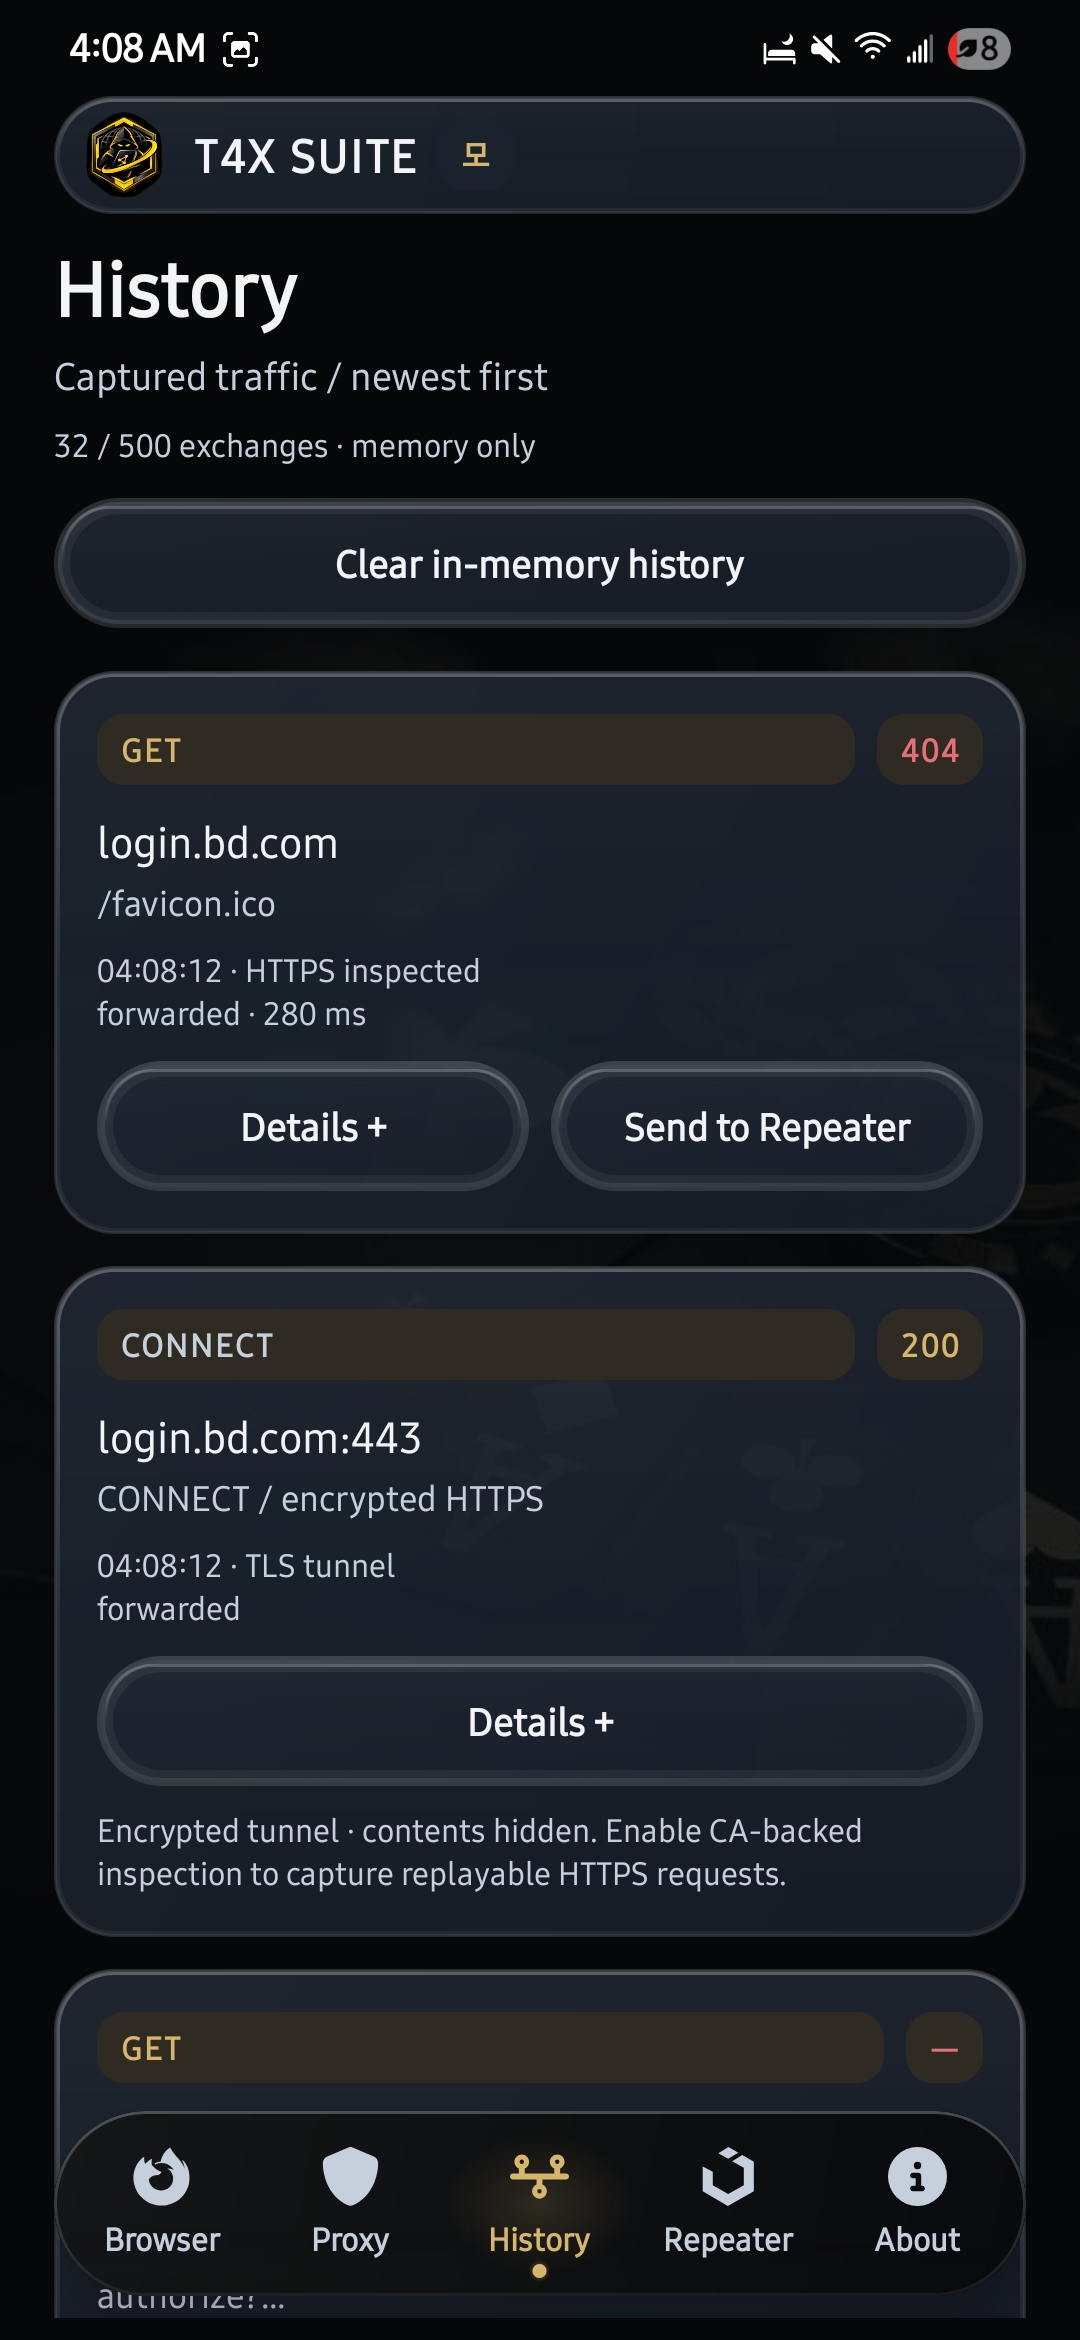 4:08 AM
8
T4X SUITE 모
History
Captured traffic / newest first
32 / 500 exchanges · memory only
Clear in-memory history
GET 404
login.bd.com
/favicon.ico
04:08:12 · HTTPS inspected
forwarded · 280 ms
Details + Send to Repeater
CONNECT 200
login.bd.com:443
CONNECT / encrypted HTTPS
04:08:12 · TLS tunnel
forwarded
Details +
Encrypted tunnel · contents hidden. Enable CA-backed
inspection to capture replayable HTTPS requests.
GET —
Browser Proxy History Repeater About
authorize?...